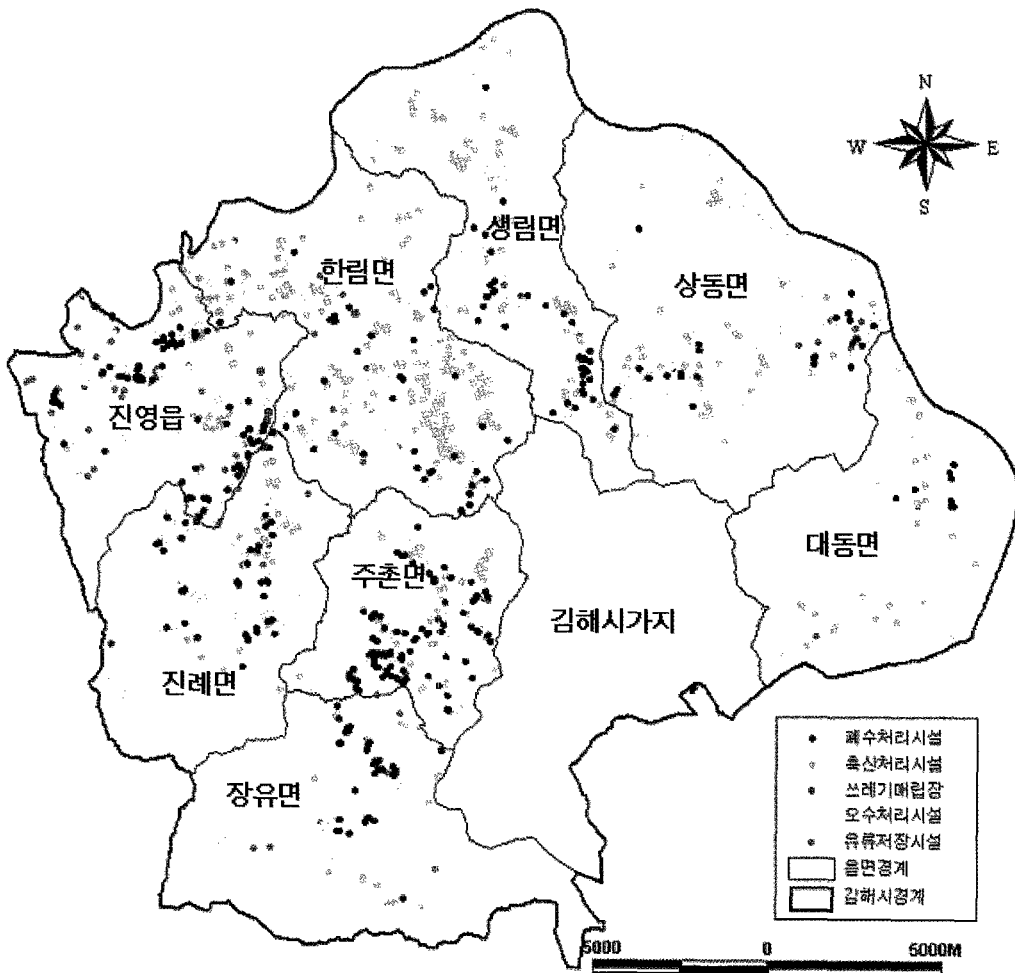 N
W E
S
생림면
한림면
상동면
진영읍
대동면
주촌면
김해시가지
진례면
장유면
폐수처리시설
축산처리시설
쓰레기매립장
오수처리시설
유류저장시설
읍면경계
김해시경계
5000 0 5000M